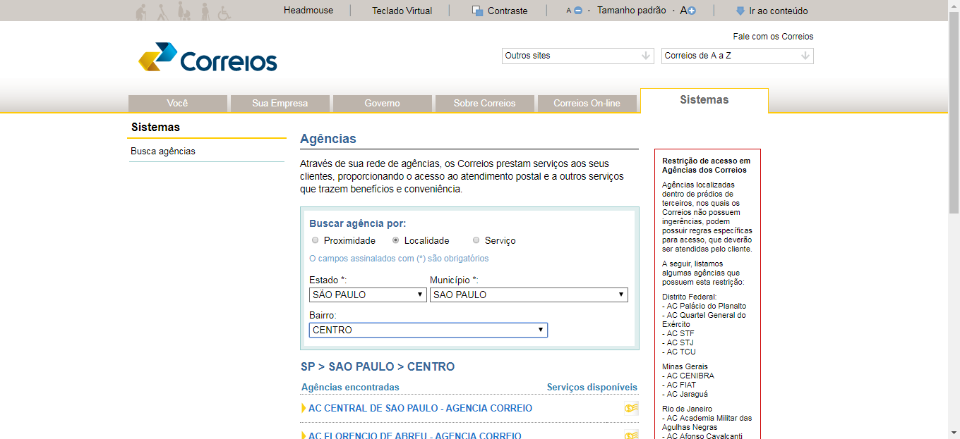 Headmouse | Teclado Virtual | Contraste | A - Tamanho padrão - A | Ir ao conteúdo
Fale com os Correios
Correios
Outros sites
Correios de A a Z
Você
Sua Empresa
Governo
Sobre Correios
Correios On-line
Sistemas
Sistemas
Busca agências
Agências
Através de sua rede de agências, os Correios prestam serviços aos seus
clientes, proporcionando o acesso ao atendimento postal e a outros serviços
que trazem benefícios e conveniência.
Buscar agência por:
Proximidade
Localidade
Serviço
O campos assinalados com (*) são obrigatórios
Estado *:
Município *:
SÃO PAULO
SAO PAULO
Bairro:
CENTRO
SP > SAO PAULO > CENTRO
Agências encontradas
Serviços disponíveis
AC CENTRAL DE SAO PAULO - AGENCIA CORREIO
AC FLORENCIO DE ABREU - AGENCIA CORREIO
Restrição de acesso em
Agências dos Correios
Agências localizadas
dentro de prédios de
terceiros, nos quais os
Correios não possuem
ingerências, podem
possuir regras específicas
para acesso, que deverão
ser atendidas pelo cliente.
A seguir, listamos
algumas agências que
possuem esta restrição:
Distrito Federal:
- AC Palácio do Planalto
- AC Quartel General do
Exército
- AC STF
- AC STJ
- AC TCU
Minas Gerais
- AC CENIBRA
- AC FIAT
- AC Jaraguá
Rio de Janeiro
- AC Academia Militar das
Agulhas Negras
- AC Afonso Cavalcanti